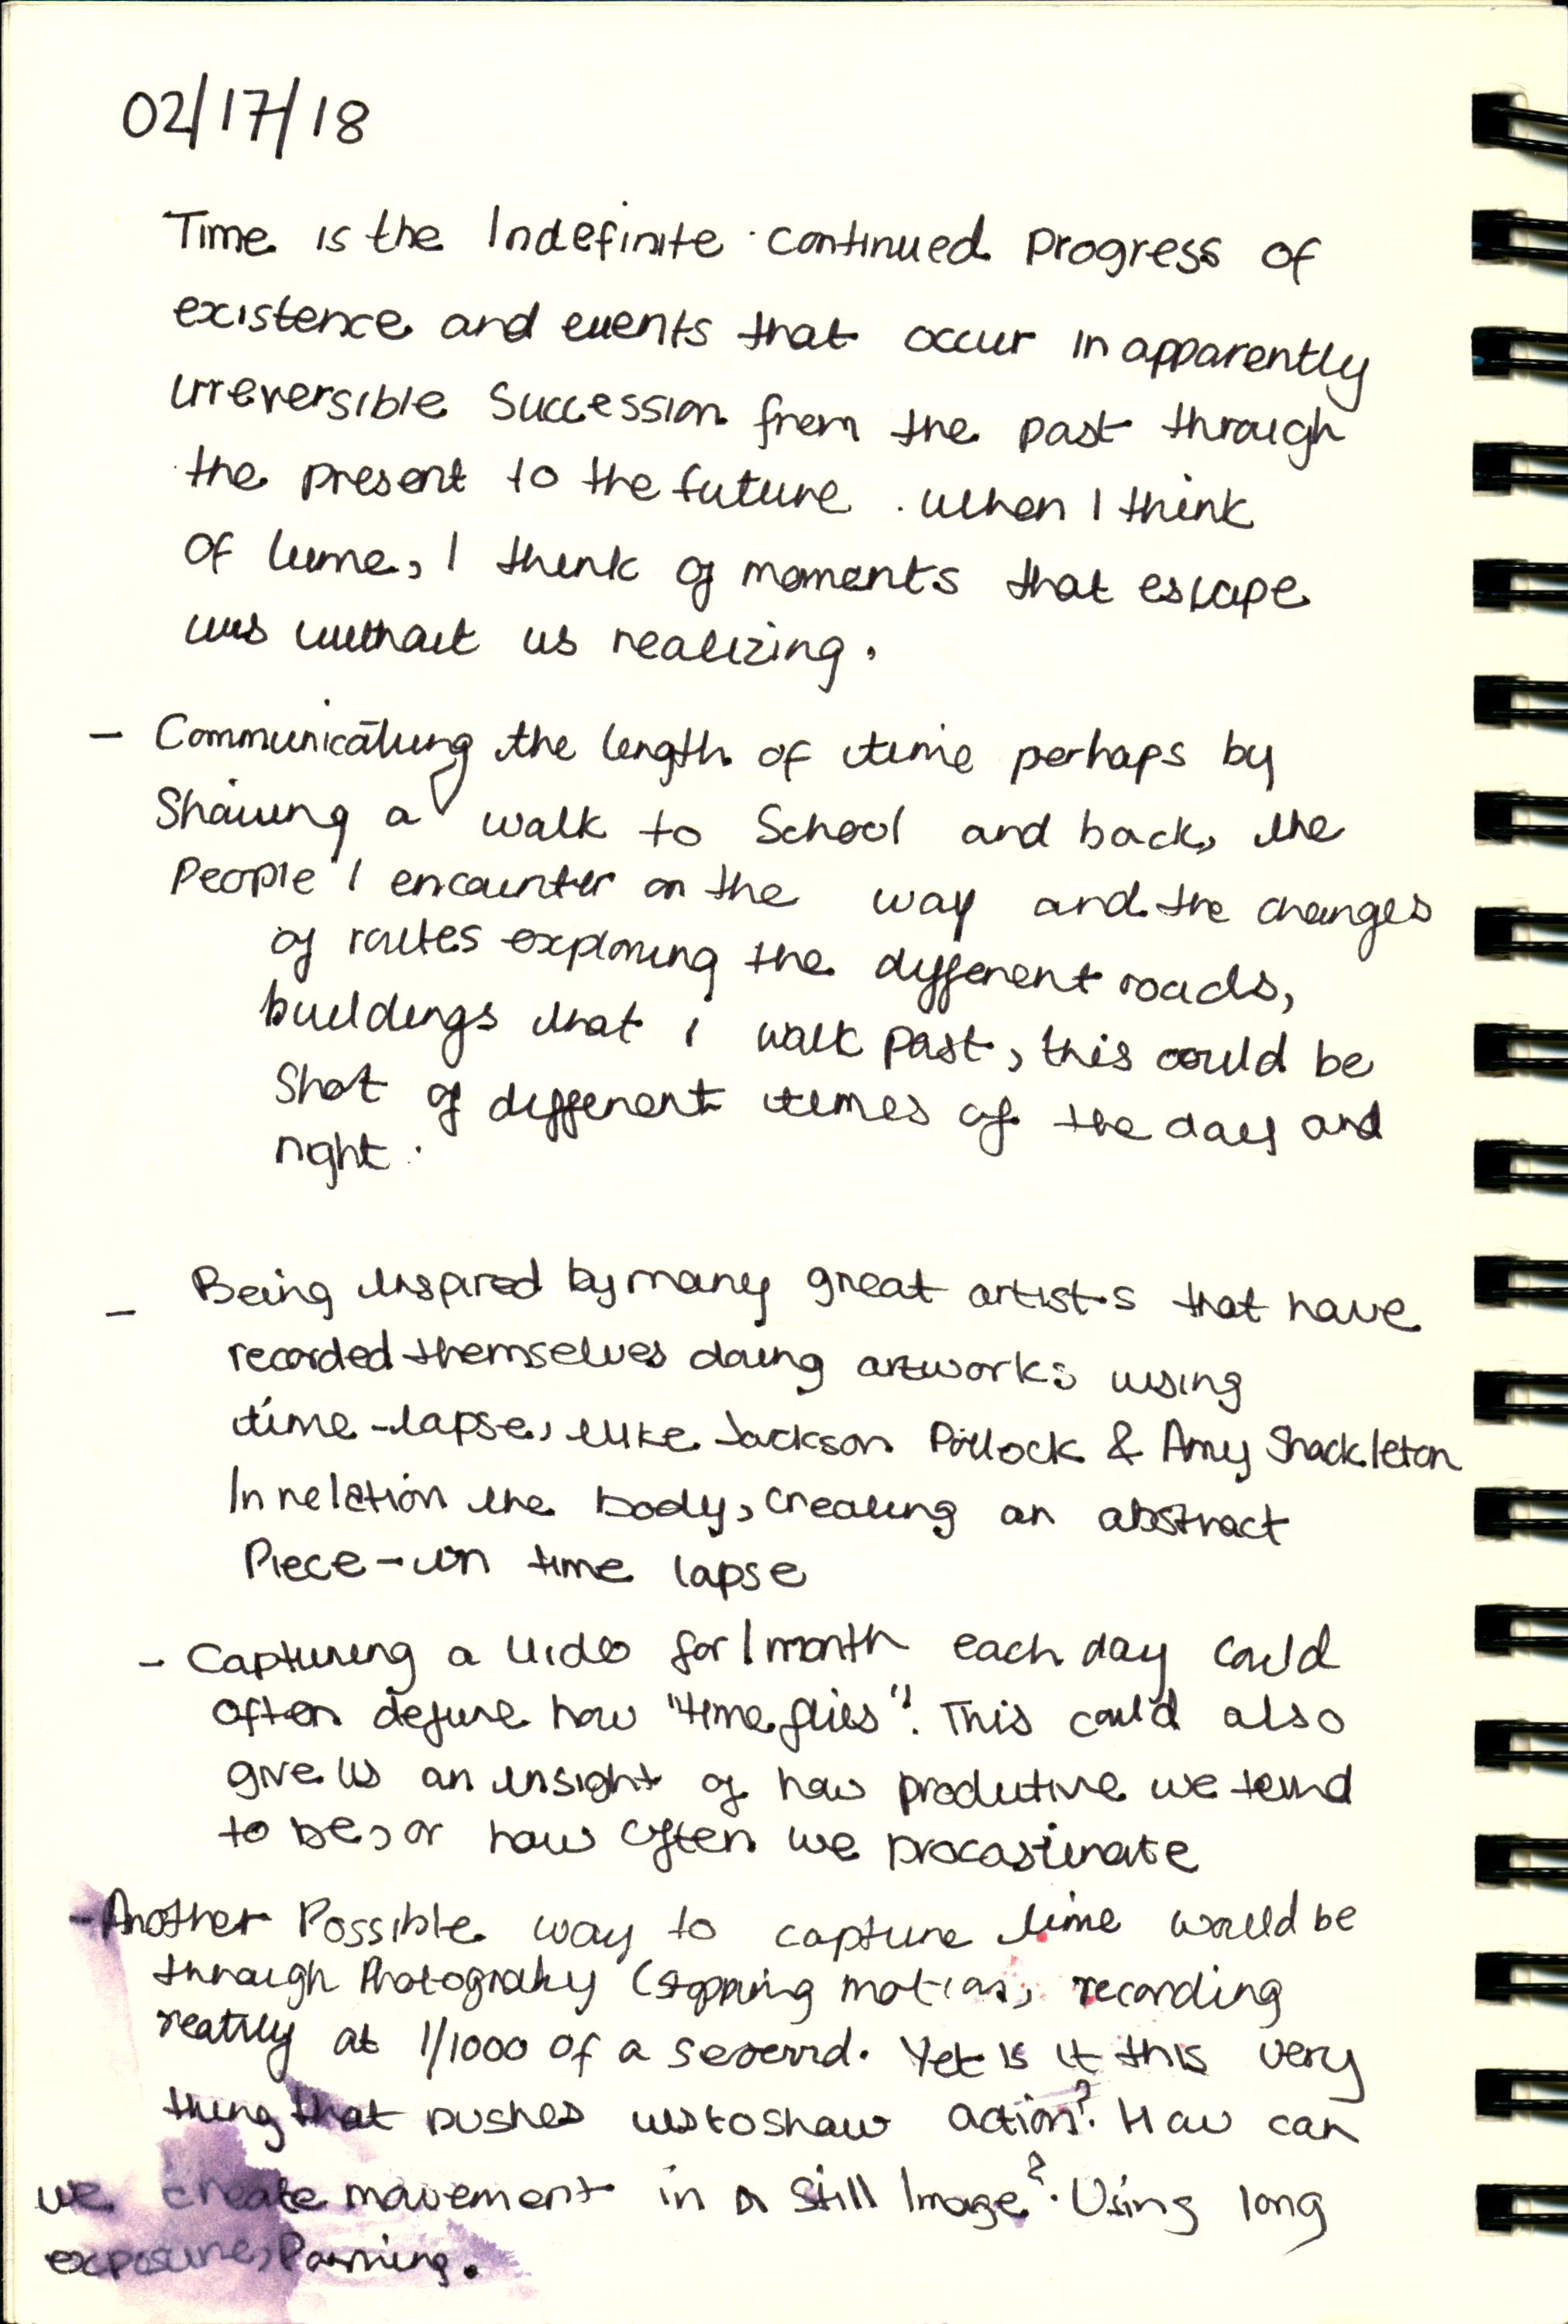 02/17/18
Time is the Indefinite continued progress of
existence and events that occur in apparently
irreversible Succession from the past through
the present to the future. When I think
of time, I think of moments that escape
us without us realizing.
- Communicating the length of time perhaps by
Showing a walk to School and back, the
People I encounter on the way and the changes
of routes exploring the different roads,
buildings that i walk past, this could be
Shot of different times of the day and
night.
- Being inspired by many great artists that have
recorded themselves doing artworks using
time-lapse, like Jackson Pollock & Amy Shackleton
In relation the body, creating an abstract
Piece - in time lapse
- Capturing a video for 1 month each day could
often define how "time flies". This could also
give us an insight of how produtive we tend
to be, or how often we procastinate
- Another Possible way to capture time would be
through Photograhy (stopping motion, recording
reatily at 1/1000 of a second. Yet is it this very
thing that pushes us to show action? How can
we create movement in a still Image? Using long
exposure, Panning.